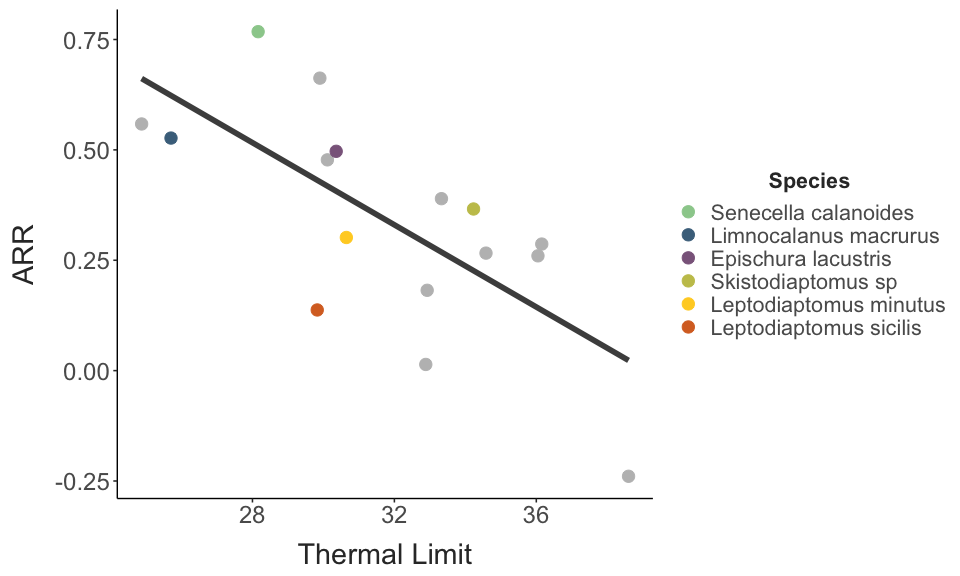 ARR
0.75
0.50
0.25
0.00
-0.25
28 32 36
Thermal Limit
Species
Senecella calanoides
Limnocalanus macrurus
Epischura lacustris
Skistodiaptomus sp
Leptodiaptomus minutus
Leptodiaptomus sicilis